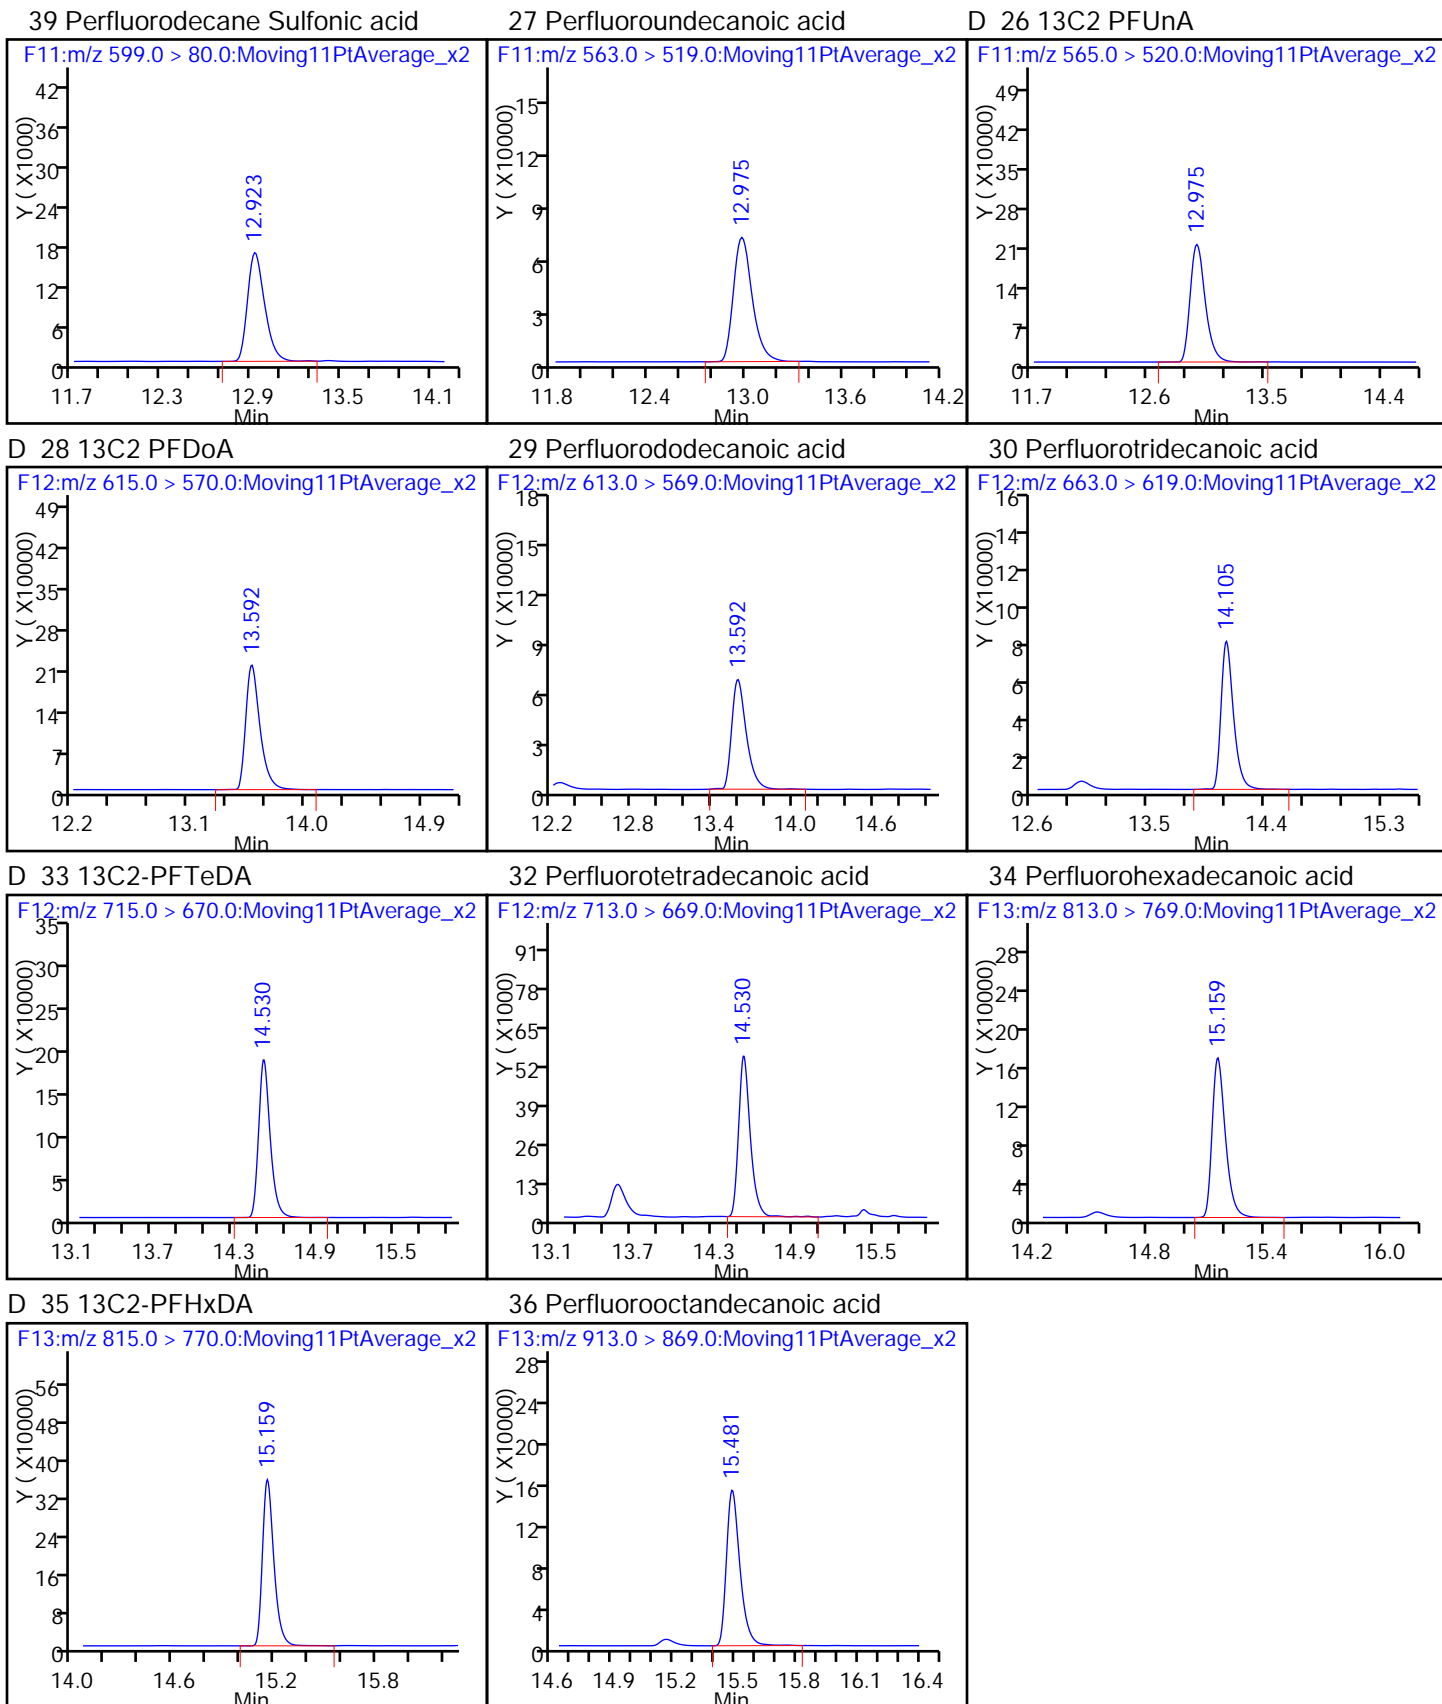 39 Perfluorodecane Sulfonic acid
F11:m/z 599.0 > 80.0:Moving11PtAverage_x2
Y ( X10000)
42
36
30
24
18
12
6
0
12.923
11.7 12.3 12.9 13.5 14.1
Min
27 Perfluoroundecanoic acid
F11:m/z 563.0 > 519.0:Moving11PtAverage_x2
Y ( X10000)
15
12
9
6
3
0
12.975
11.8 12.4 13.0 13.6 14.2
Min
D 26 13C2 PFUnA
F11:m/z 565.0 > 520.0:Moving11PtAverage_x2
Y ( X10000)
49
42
35
28
21
14
7
0
12.975
11.7 12.6 13.5 14.4
Min
D 28 13C2 PFDoA
F12:m/z 615.0 > 570.0:Moving11PtAverage_x2
Y ( X10000)
49
42
35
28
21
14
7
0
13.592
12.2 13.1 14.0 14.9
Min
29 Perfluorododecanoic acid
F12:m/z 613.0 > 569.0:Moving11PtAverage_x2
Y ( X10000)
18
15
12
9
6
3
0
13.592
12.2 12.8 13.4 14.0 14.6
Min
30 Perfluorotridecanoic acid
F12:m/z 663.0 > 619.0:Moving11PtAverage_x2
Y ( X10000)
16
14
12
10
8
6
4
2
0
14.105
12.6 13.5 14.4 15.3
Min
D 33 13C2-PFTeDA
F12:m/z 715.0 > 670.0:Moving11PtAverage_x2
Y ( X10000)
35
30
25
20
15
10
5
0
14.530
13.1 13.7 14.3 14.9 15.5
Min
32 Perfluorotetradecanoic acid
F12:m/z 713.0 > 669.0:Moving11PtAverage_x2
Y ( X1000)
91
78
65
52
39
26
13
0
14.530
13.1 13.7 14.3 14.9 15.5
Min
34 Perfluorohexadecanoic acid
F13:m/z 813.0 > 769.0:Moving11PtAverage_x2
Y ( X10000)
28
24
20
16
12
8
4
0
15.159
14.2 14.8 15.4 16.0
Min
D 35 13C2-PFHxDA
F13:m/z 815.0 > 770.0:Moving11PtAverage_x2
Y ( X10000)
56
48
40
32
24
16
8
0
15.159
14.0 14.6 15.2 15.8
Min
36 Perfluorooctandecanoic acid
F13:m/z 913.0 > 869.0:Moving11PtAverage_x2
Y ( X10000)
28
24
20
16
12
8
4
0
15.481
14.6 14.9 15.2 15.5 15.8 16.1 16.4
Min